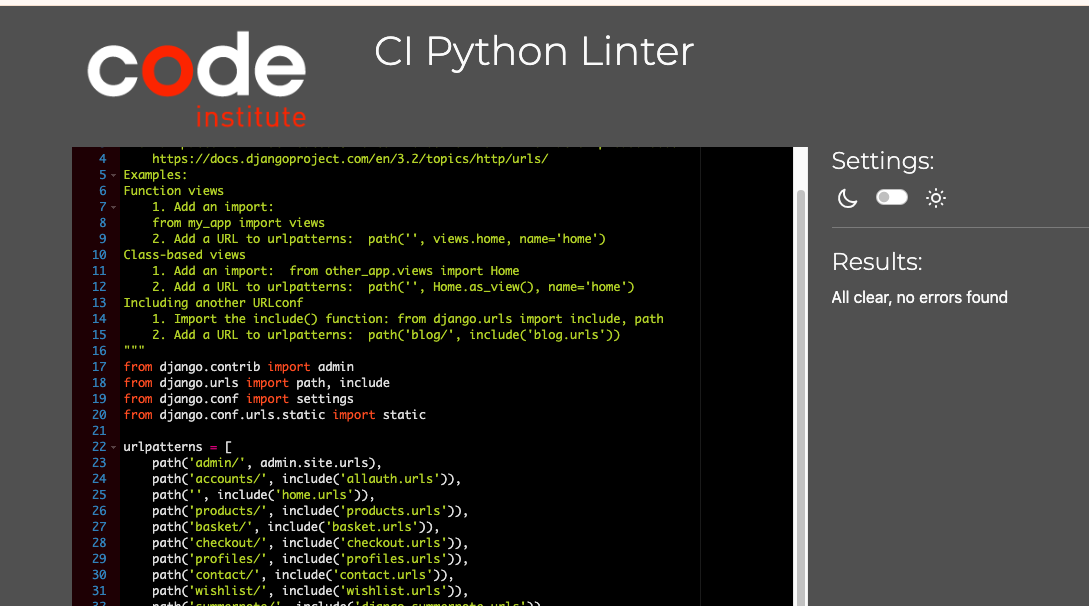 code
institute
CI Python Linter
4 https://docs.djangoproject.com/en/3.2/topics/http/urls/
5 Examples:
6 Function views
7 1. Add an import:
8 from my_app import views
9 2. Add a URL to urlpatterns:  path('', views.home, name='home')
10 Class-based views
11 1. Add an import:  from other_app.views import Home
12 2. Add a URL to urlpatterns:  path('', Home.as_view(), name='home')
13 Including another URLconf
14 1. Import the include() function: from django.urls import include, path
15 2. Add a URL to urlpatterns:  path('blog/', include('blog.urls'))
16 """
17 from django.contrib import admin
18 from django.urls import path, include
19 from django.conf import settings
20 from django.conf.urls.static import static
21
22 urlpatterns = [
23 path('admin/', admin.site.urls),
24 path('accounts/', include('allauth.urls')),
25 path('', include('home.urls')),
26 path('products/', include('products.urls')),
27 path('basket/', include('basket.urls')),
28 path('checkout/', include('checkout.urls')),
29 path('profiles/', include('profiles.urls')),
30 path('contact/', include('contact.urls')),
31 path('wishlist/', include('wishlist.urls')),
32 path('summernote/', include('django_summernote.urls')),
Settings:
Results:
All clear, no errors found